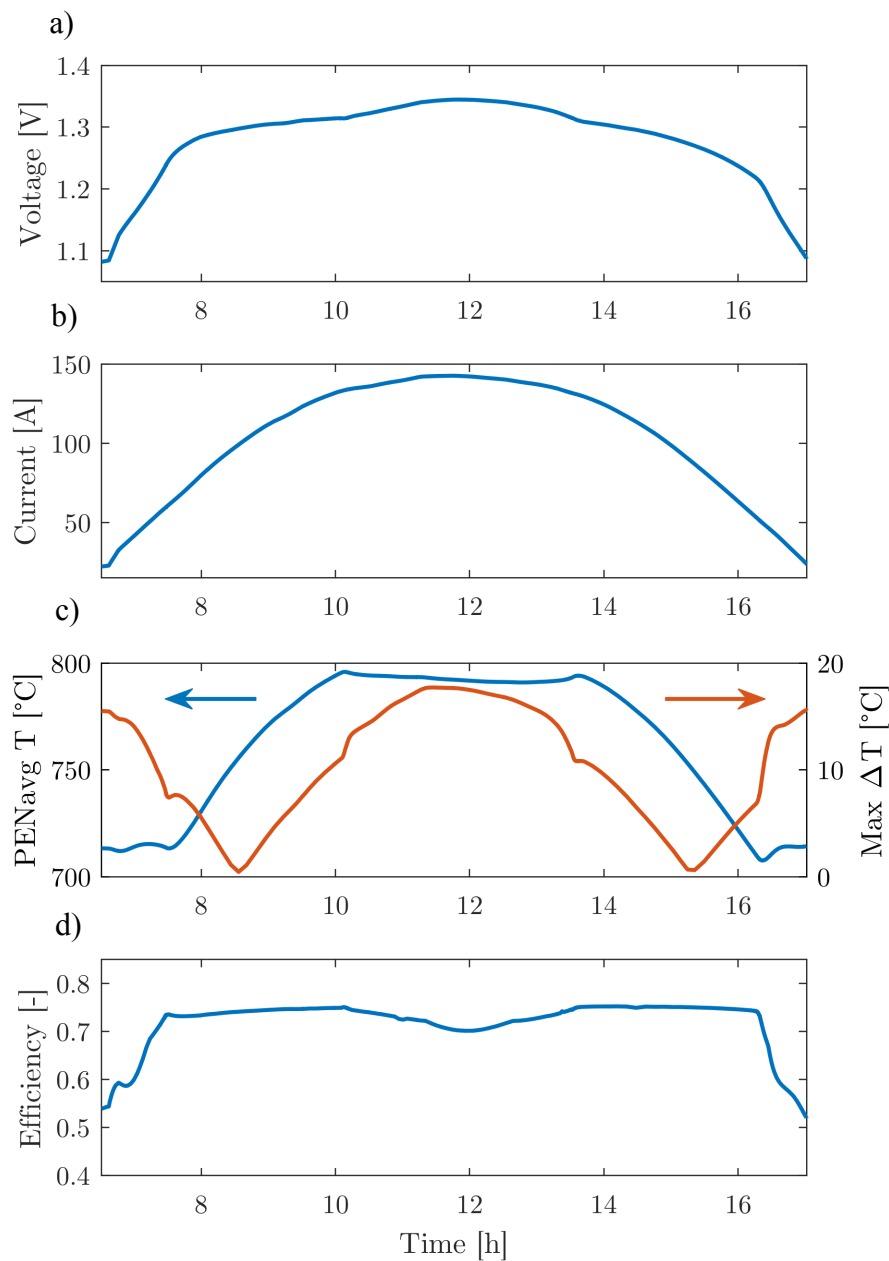 a)
Voltage [V]
1.4
1.3
1.2
1.1
8 10 12 14 16
b)
Current [A]
150
100
50
8 10 12 14 16
c)
PENavg T [°C]
800
750
700
20
10
0
Max ΔT [°C]
8 10 12 14 16
d)
Efficiency [-]
0.8
0.7
0.6
0.5
0.4
8 10 12 14 16
Time [h]